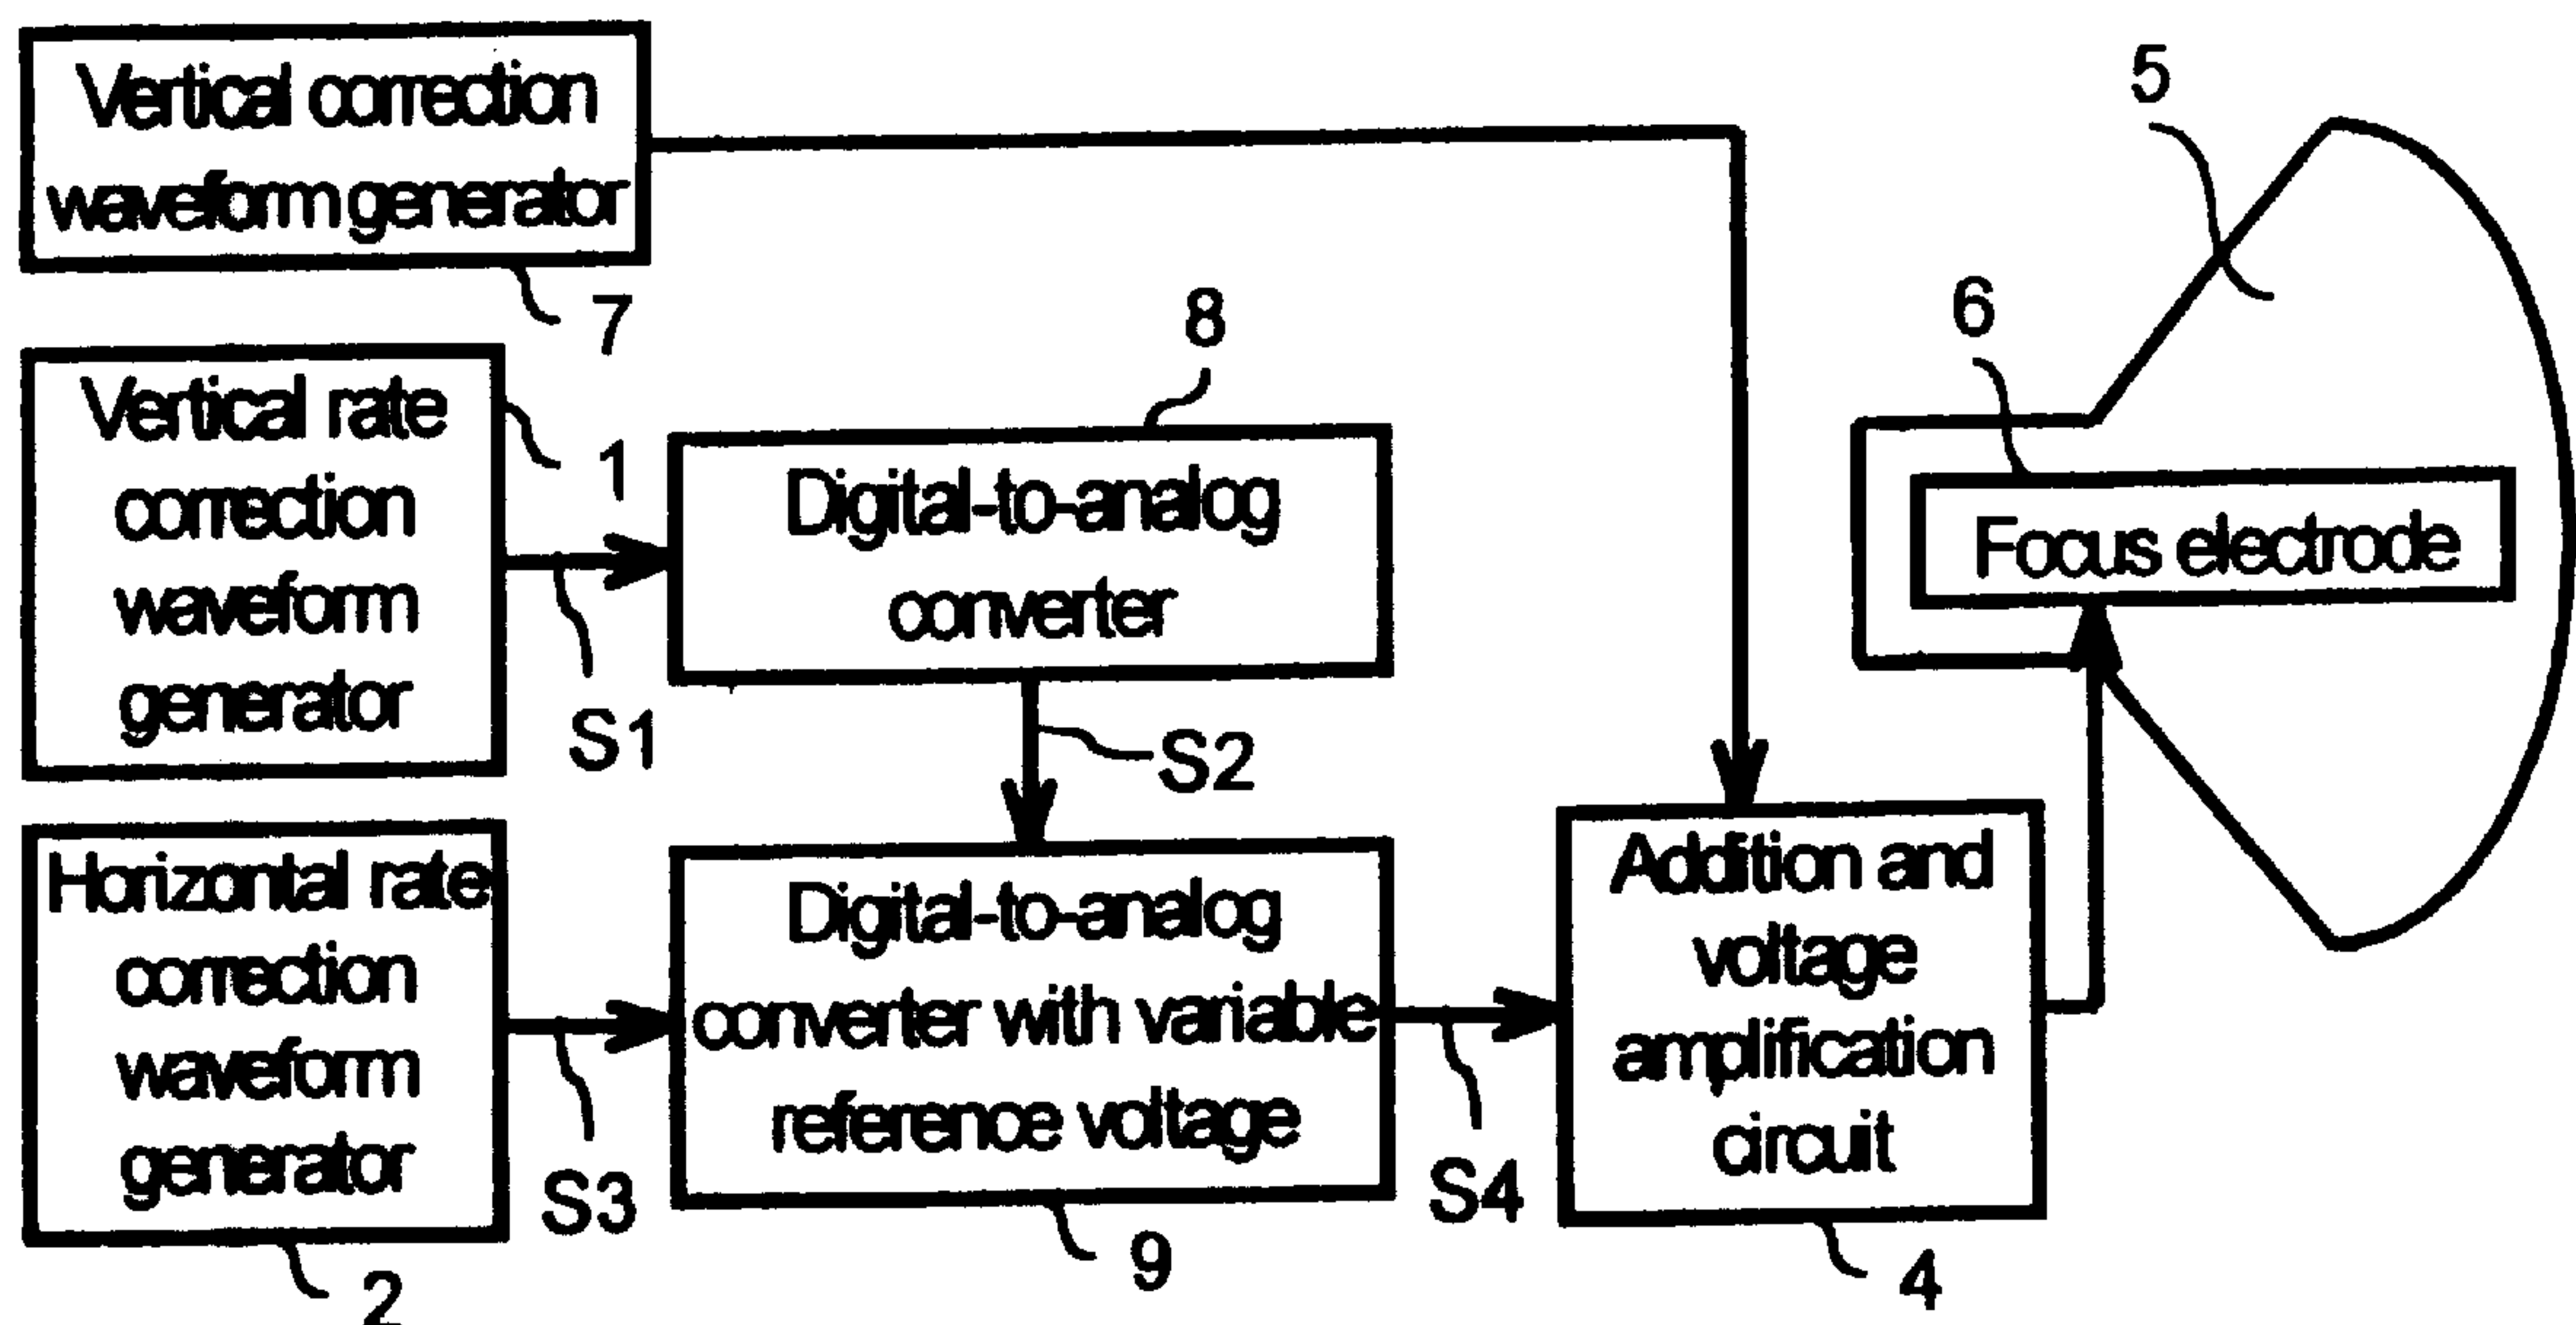 Vertical correction
waveform generator
7
Vertical rate
correction
waveform
generator
1
S1
8
Digital-to-analog
converter
S2
Horizontal rate
correction
waveform
generator
2
S3
Digital-to-analog
converter with variable
reference voltage
9
S4
Addition and
voltage
amplification
circuit
4
5
6
Focus electrode